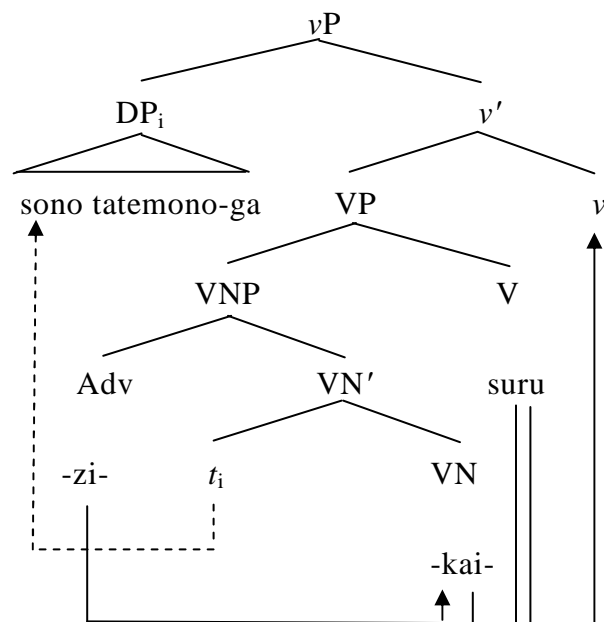 vP
DPi v′
sono tatemono-ga VP v
VNP V
Adv VN′ suru
-zi- ti VN
-kai-